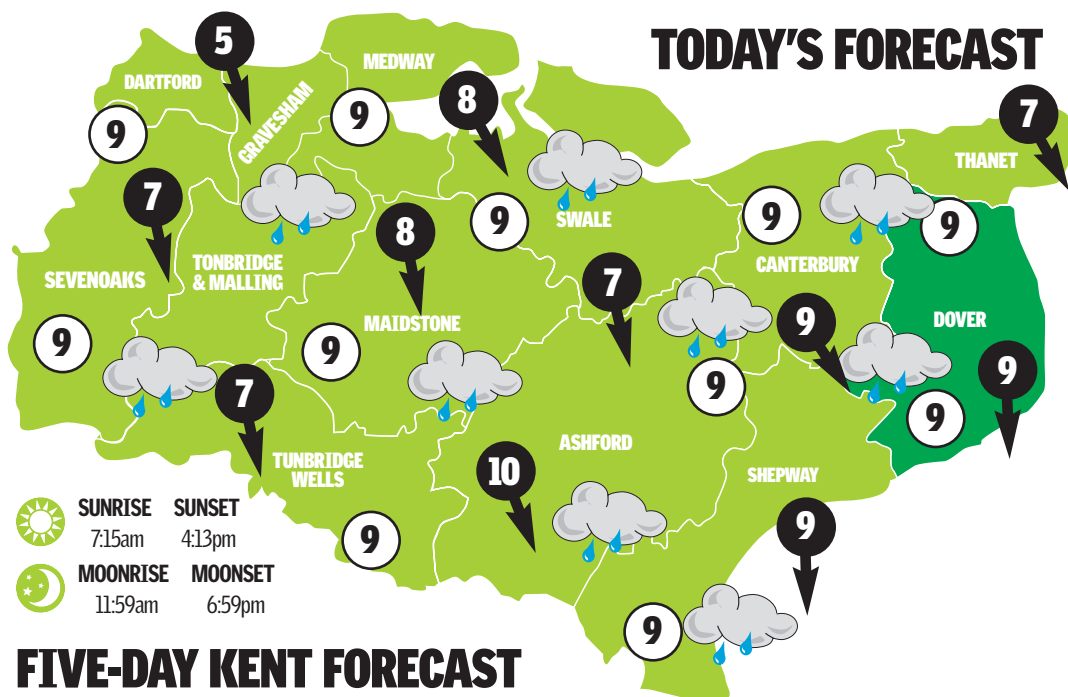 TODAY'S FORECAST
5
MEDWAY
DARTFORD
GRAVESHAM
8
9
9
7
THANET
7
9
9
9
8
SWALE
TONBRIDGE
& MALLING
SEVENOAKS
CANTERBURY
7
MAIDSTONE
9
DOVER
9
9
9
9
7
9
ASHFORD
TUNBRIDGE
WELLS
10
SHEPWAY
9
9
9
SUNRISE SUNSET
7:15am 4:13pm
MOONRISE MOONSET
11:59am 6:59pm
FIVE-DAY KENT FORECAST